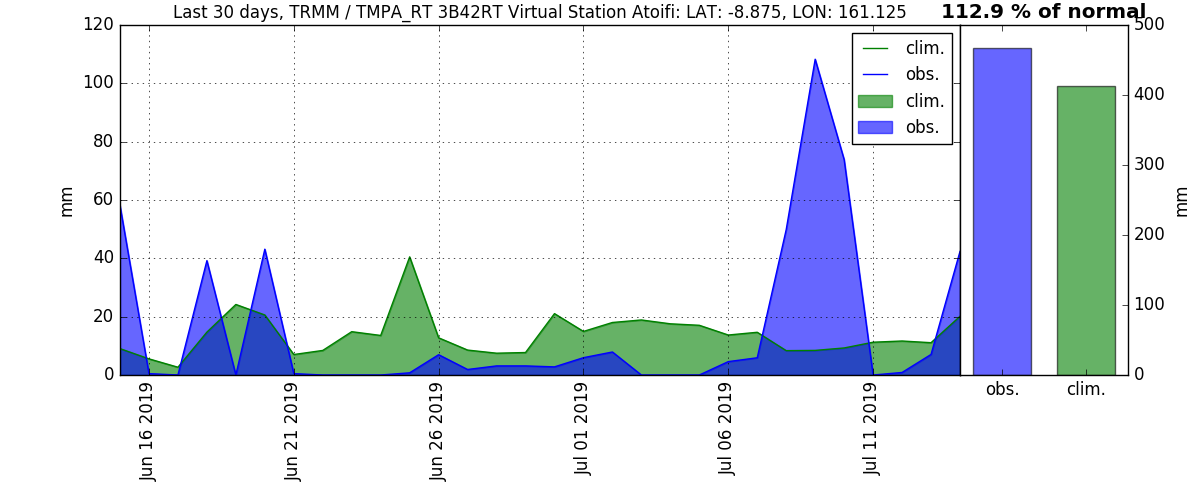 Last 30 days, TRMM / TMPA_RT 3B42RT Virtual Station Atoifi: LAT: -8.875, LON: 161.125
112.9 % of normal
120
100
80
60
40
20
0
mm
clim.
obs.
clim.
obs.
500
400
300
200
100
0
mm
Jun 16 2019
Jun 21 2019
Jun 26 2019
Jul 01 2019
Jul 06 2019
Jul 11 2019
obs.
clim.